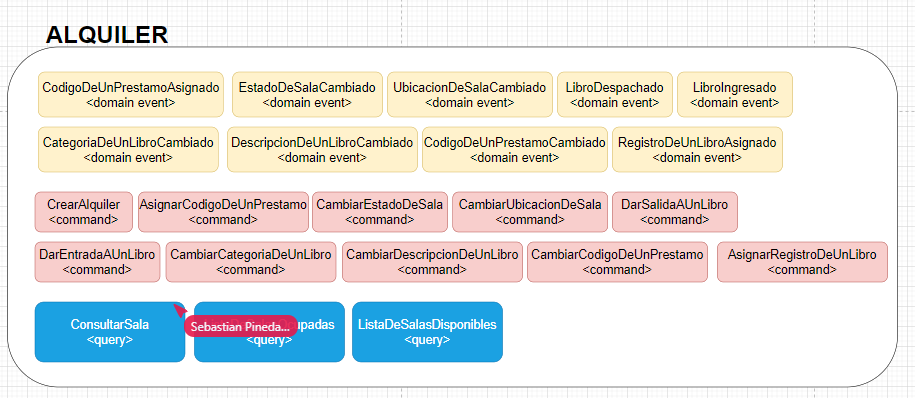 ALQUILER
CodigoDeUnPrestamoAsignado EstadoDeSalaCambiado UbicacionDeSalaCambiado LibroDespachado LibroIngresado
<domain event> <domain event> <domain event> <domain event> <domain event>
CategoriaDeUnLibroCambiado DescripcionDeUnLibroCambiado CodigoDeUnPrestamoCambiado RegistroDeUnLibroAsignado
<domain event> <domain event> <domain event> <domain event>
CrearAlquiler AsignarCodigoDeUnPrestamo CambiarEstadoDeSala CambiarUbicacionDeSala DarSalidaAUnLibro
<command> <command> <command> <command> <command>
DarEntradaAUnLibro CambiarCategoriaDeUnLibro CambiarDescripcionDeUnLibro CambiarCodigoDeUnPrestamo AsignarRegistroDeUnLibro
<command> <command> <command> <command> <command>
ConsultarSala ListaDeSalasDisponibles
Sebastian Pineda...
<query> <query> <query>